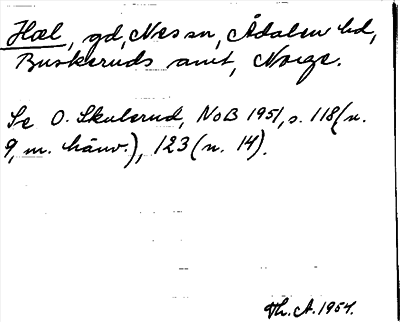 Hæl, gd, Nes sn, Ådalen hd,
Buskeruds amt, Norge.
Se O. Skulerud, NoB 1951, s. 118 (n.
9, m. hänv.), 123 (n. 14).
Th. A. 1954.